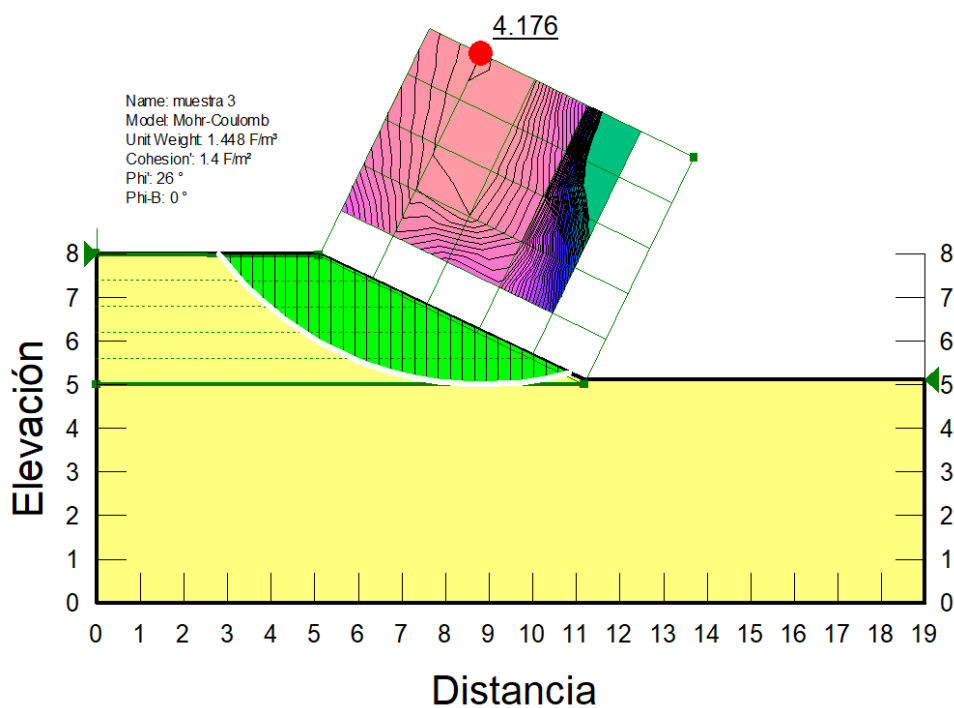 4.176
Name: muestra 3
Model: Mohr-Coulomb
Unit Weight: 1.448 F/m³
Cohesion': 1.4 F/m²
Phi': 26 °
Phi-B: 0 °
8
7
6
5
4
3
2
1
0
Elevación
8
7
6
5
4
3
2
1
0
0 1 2 3 4 5 6 7 8 9 10 11 12 13 14 15 16 17 18 19
Distancia